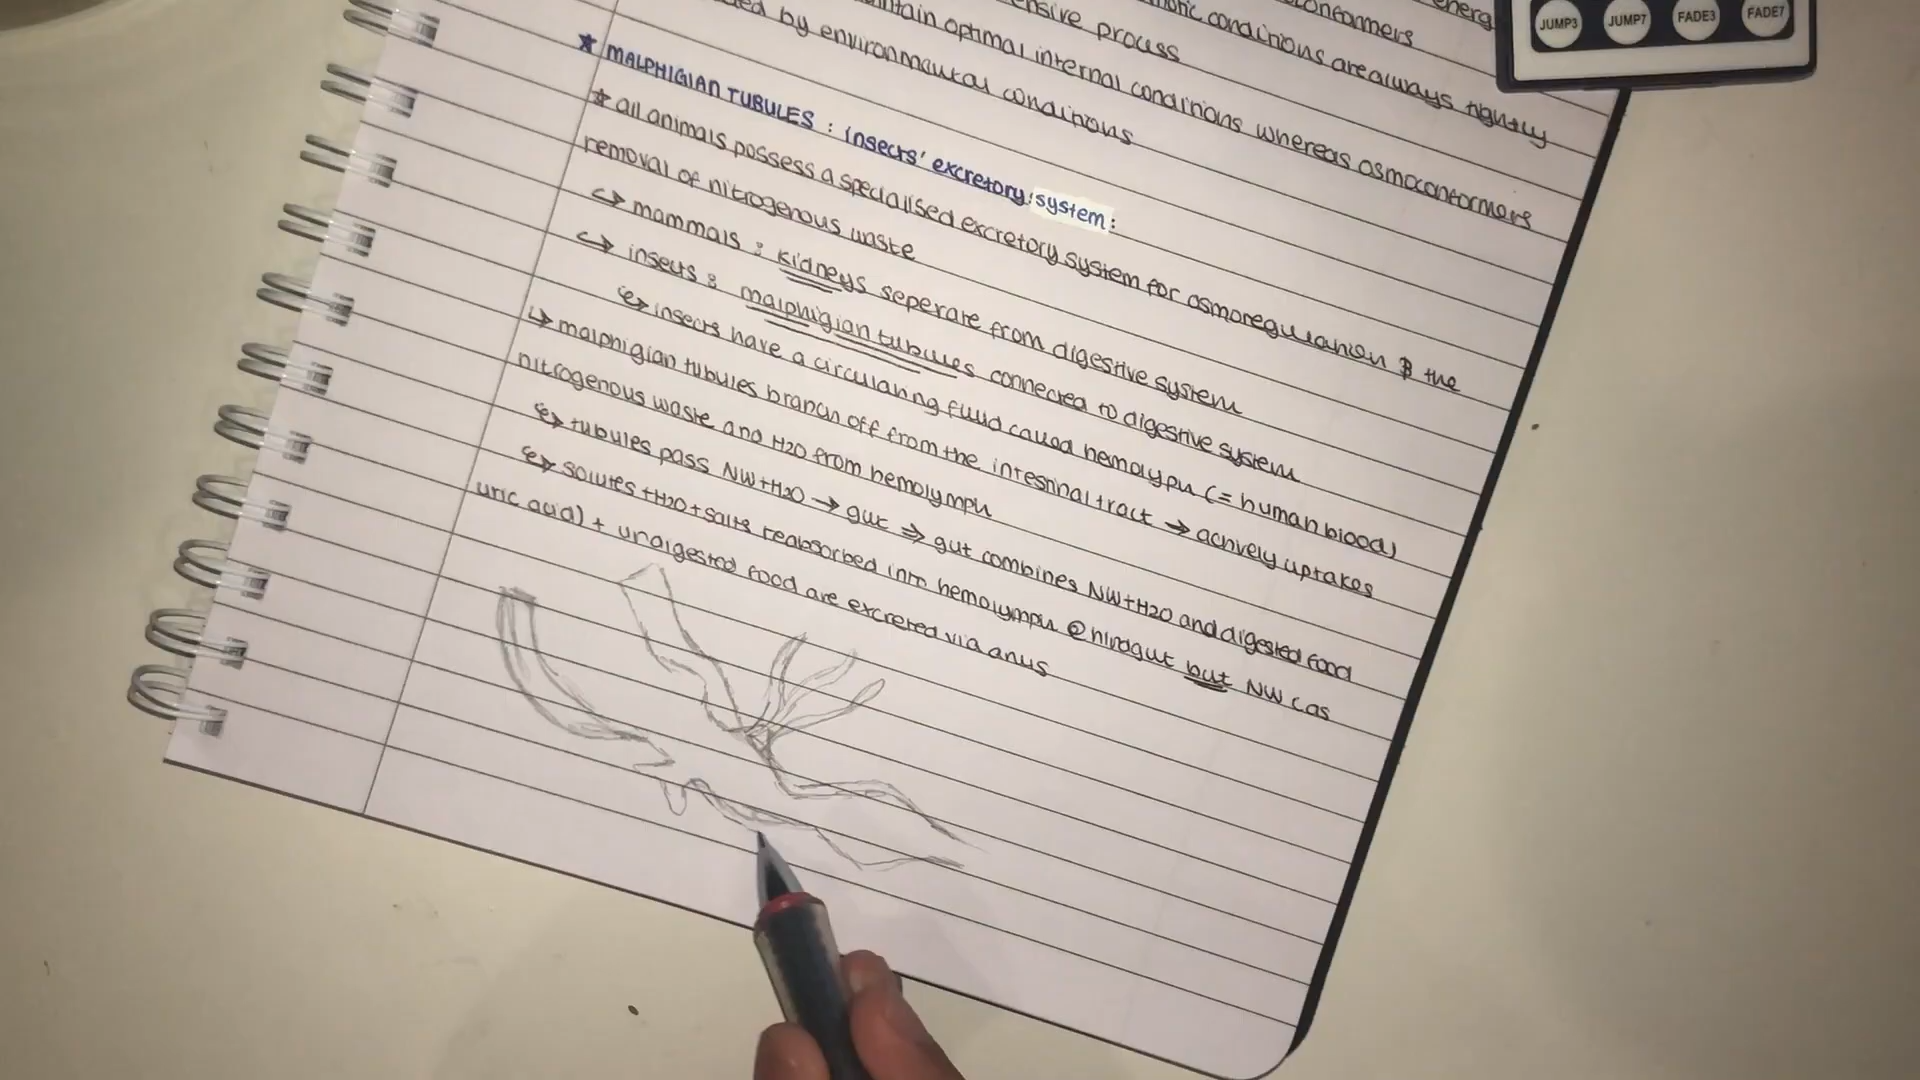 energ
conformers
motic conditions are always tightly
ensive process
intain optimal internal conditions whereas osmoconformers
ted by environmental conditions
* MALPHIGIAN TUBULES : insects' excretory system :
* all animals possess a specialised excretory system for osmoregulation & the
removal of nitrogenous waste
↪ mammals : kidneys seperate from digestive system
↪ insects : malphigian tubules connected to digestive system
↪ insects have a circulating fluid called hemolymph (= human blood)
↳ malphigian tubules branch off from the intestinal tract → actively uptakes
nitrogenous waste and H2O from hemolymph
↪ tubules pass NW+H2O → gut ⇒ gut combines NW+H2O and digested food
↪ solutes +H2O+salts reabsorbed into hemolymph @ hindgut but NW (as
uric acid) + undigested food are excreted via anus
JUMP3 JUMP7 FADE3 FADE7